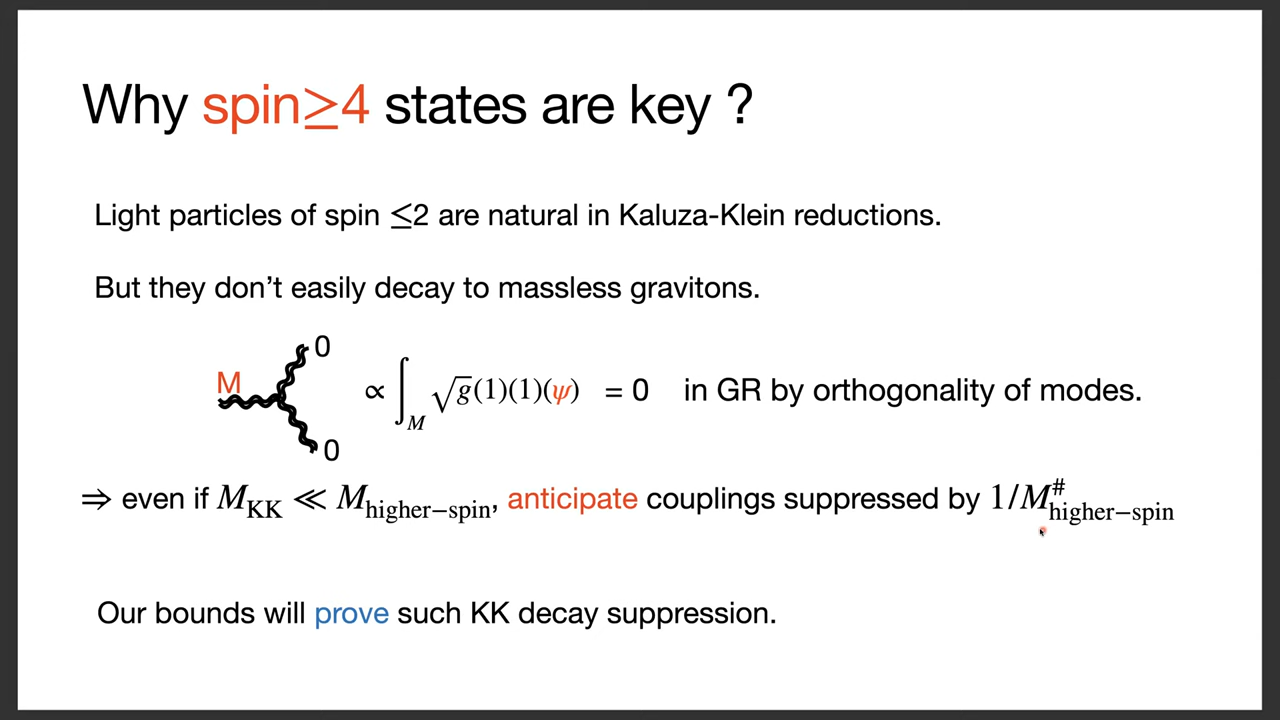 Why spin≥4 states are key ?
Light particles of spin ≤2 are natural in Kaluza-Klein reductions.
But they don’t easily decay to massless gravitons.
M 0 0 ∝ ∫_M √g(1)(1)(ψ) = 0 in GR by orthogonality of modes.
⇒ even if M_KK ≪ M_higher−spin, anticipate couplings suppressed by 1/M^#_higher−spin
Our bounds will prove such KK decay suppression.